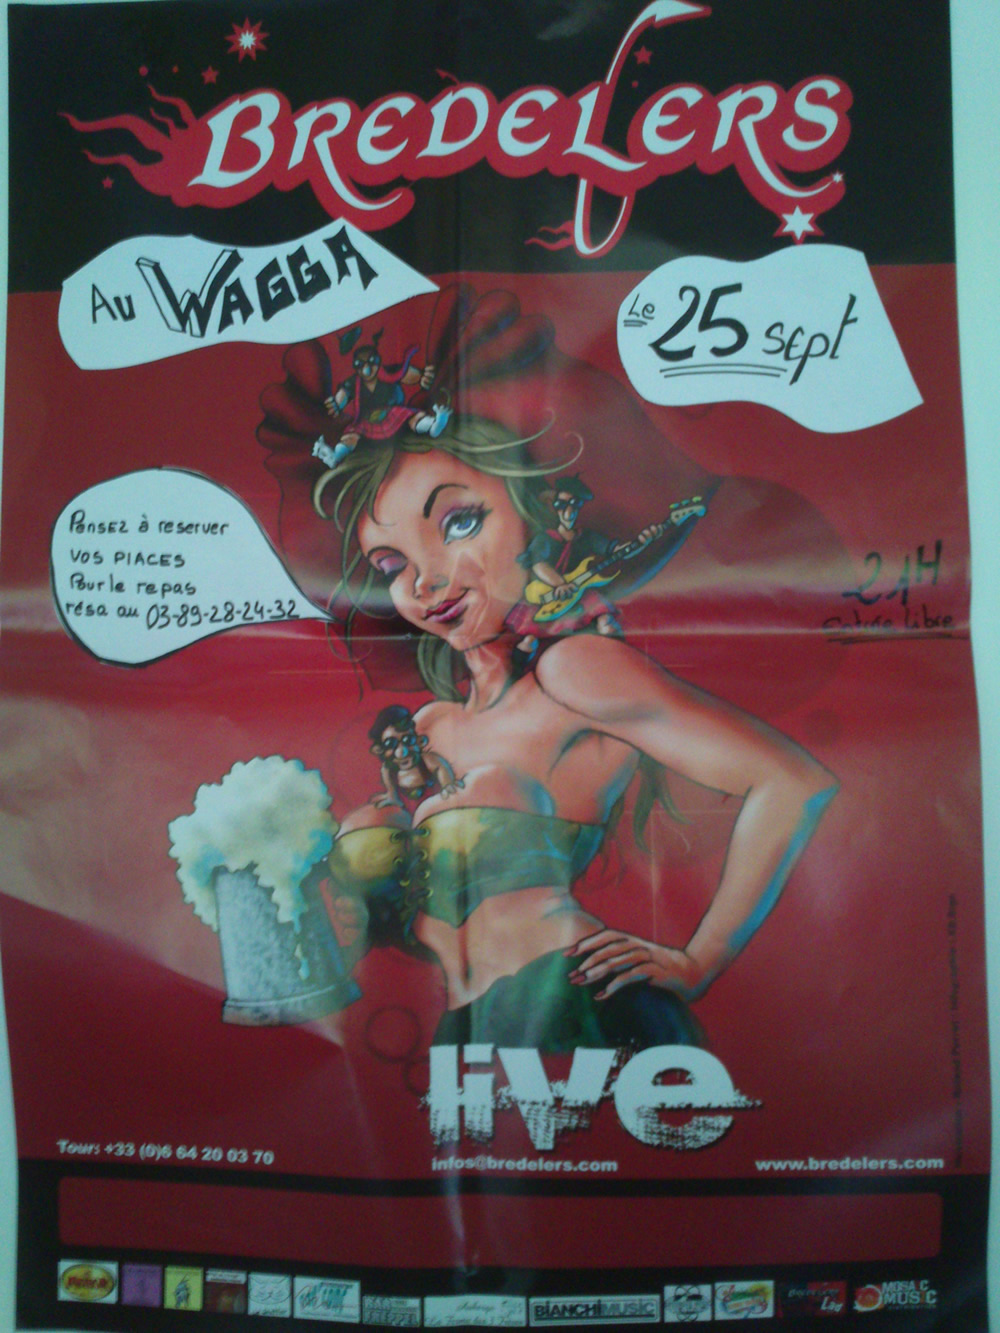 BREDELERS
AU WAGGA
Le 25 sept
Pensez à reserver
vos places
Pour le repas
résa au 03-89-28-24-32
21H
entrée libre
live
Tours +33 (0)6 64 20 03 70
infos@bredelers.com
www.bredelers.com
BIANCHI MUSIC
MOSAIC
MUSIC